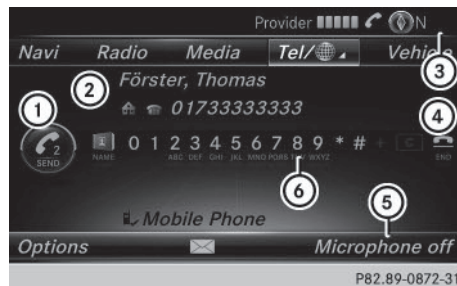 Provider N
Navi Radio Media Tel/ Vehicle
3
2 Förster, Thomas
1 01733333333
4
2 SEND
NAME 0 1 2 3 4 5 6 7 8 9 * # + C
ABC DEF GHI JKL MNO PQRS TUV WXYZ END
6
5
Mobile Phone
Options Microphone off
P82.89-0872-31